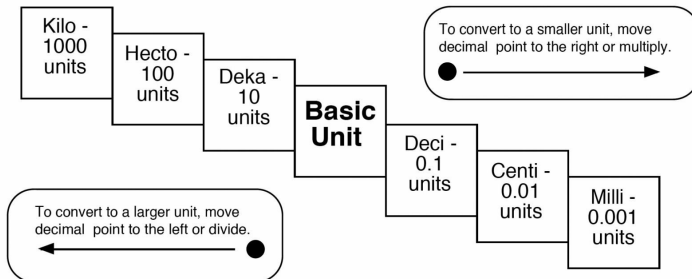 Kilo -
1000
units
Hecto -
100
units
Deka -
10
units
Basic
Unit
Deci -
0.1
units
Centi -
0.01
units
Milli -
0.001
units
To convert to a smaller unit, move
decimal point to the right or multiply.
To convert to a larger unit, move
decimal point to the left or divide.